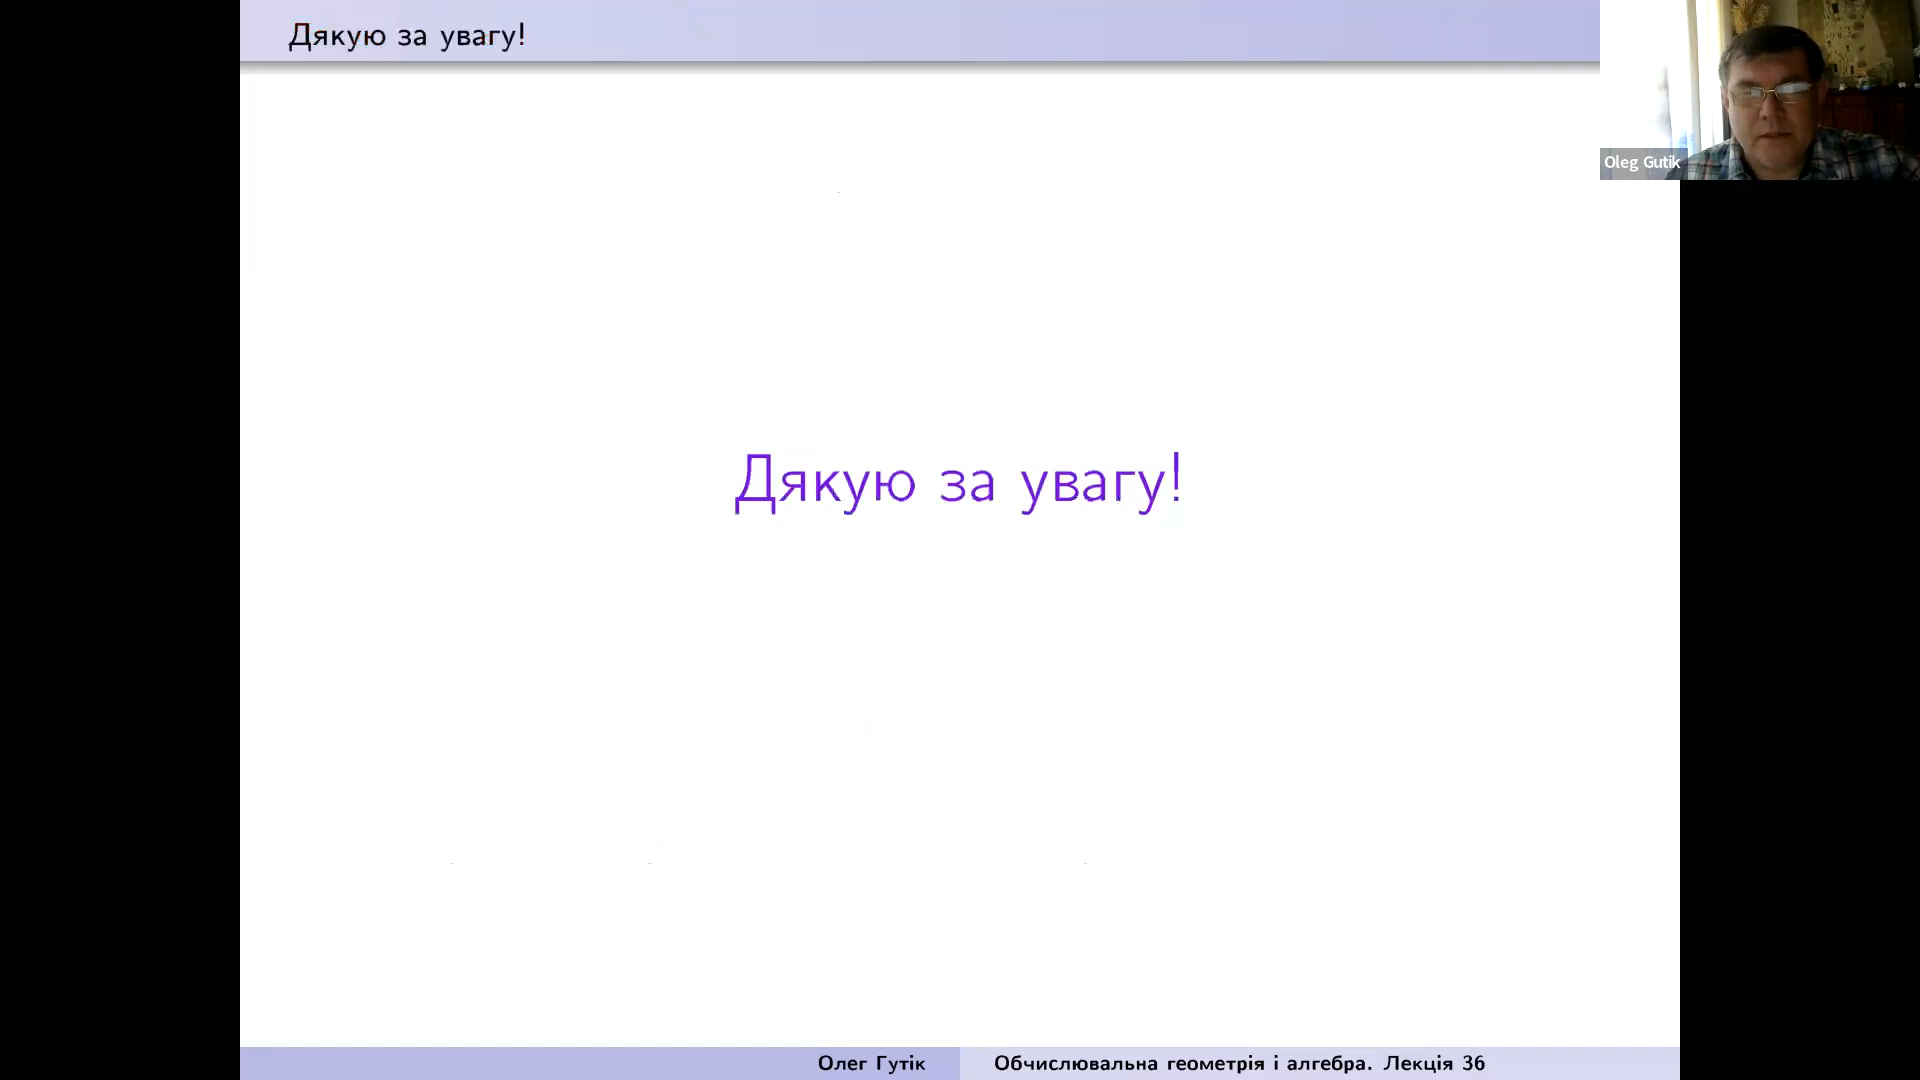 Дякую за увагу!
Oleg Gutik
Дякую за увагу!
Олег Гутік
Обчислювальна геометрія і алгебра. Лекція 36